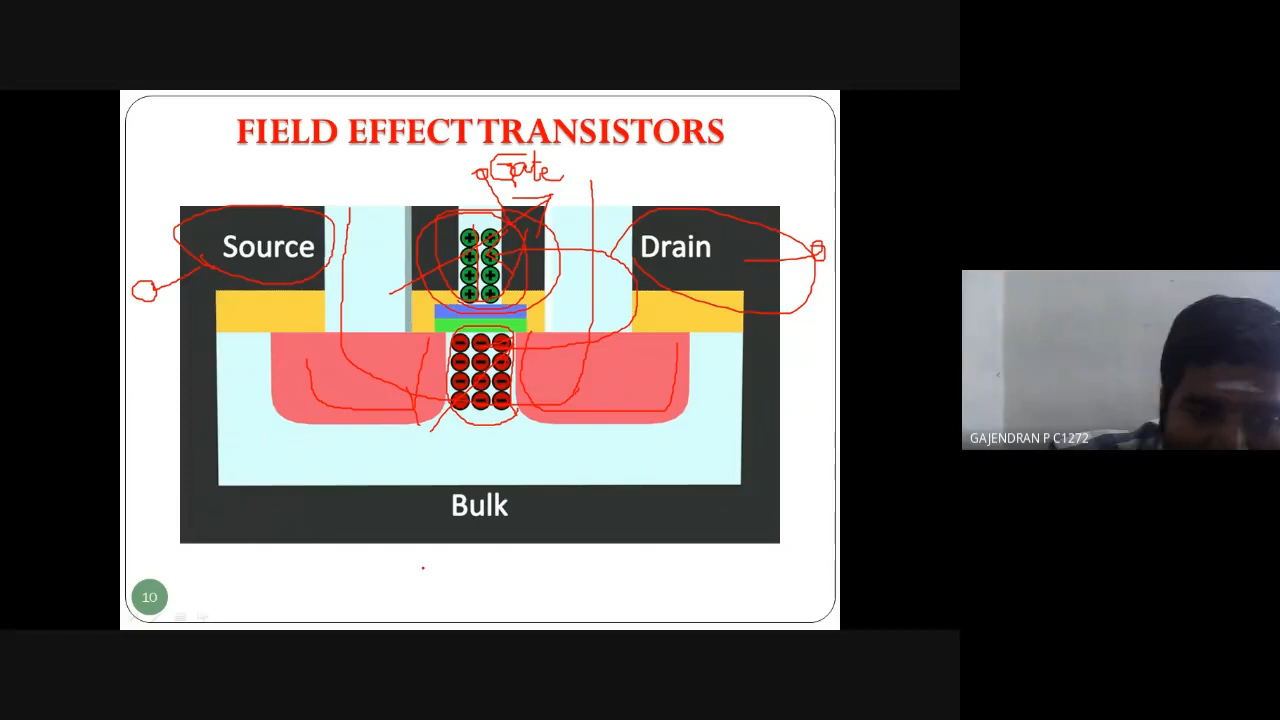 FIELD EFFECT TRANSISTORS
Gate
Source
Drain
Bulk
10
GAJENDRAN P C1272